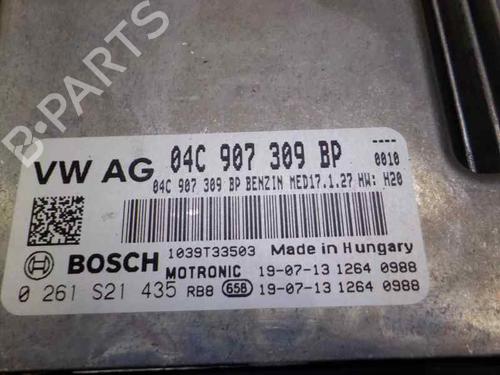 B-PARTS
VW AG 04C 907 309 BP ----
0010
04C 907 309 BP BENZIN MED17.1.27 HW: H20
1039T33503 Made in Hungary
BOSCH MOTRONIC 19-07-13 1264 0988
0 261 S21 435 RB8 658 19-07-13 1264 0988